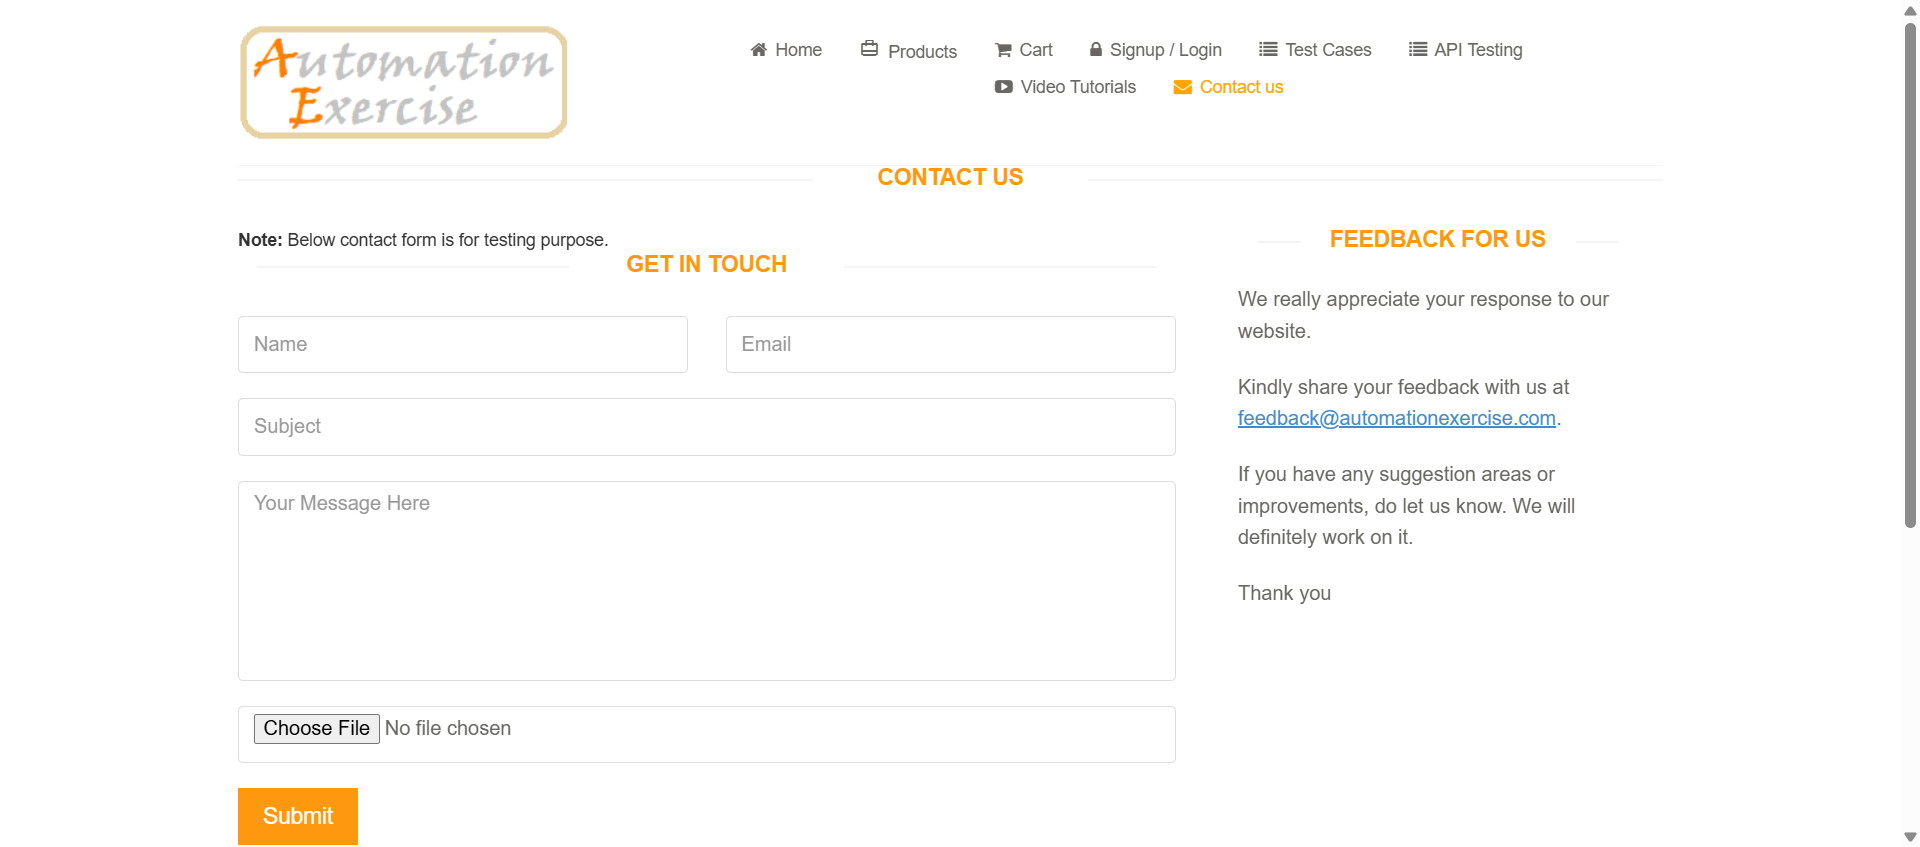 Automation
Exercise
Home
Products
Cart
Signup / Login
Test Cases
API Testing
Video Tutorials
Contact us
CONTACT US
Note: Below contact form is for testing purpose.
GET IN TOUCH
Name
Email
Subject
Your Message Here
Choose File No file chosen
Submit
FEEDBACK FOR US
We really appreciate your response to our
website.
Kindly share your feedback with us at
feedback@automationexercise.com.
If you have any suggestion areas or
improvements, do let us know. We will
definitely work on it.
Thank you